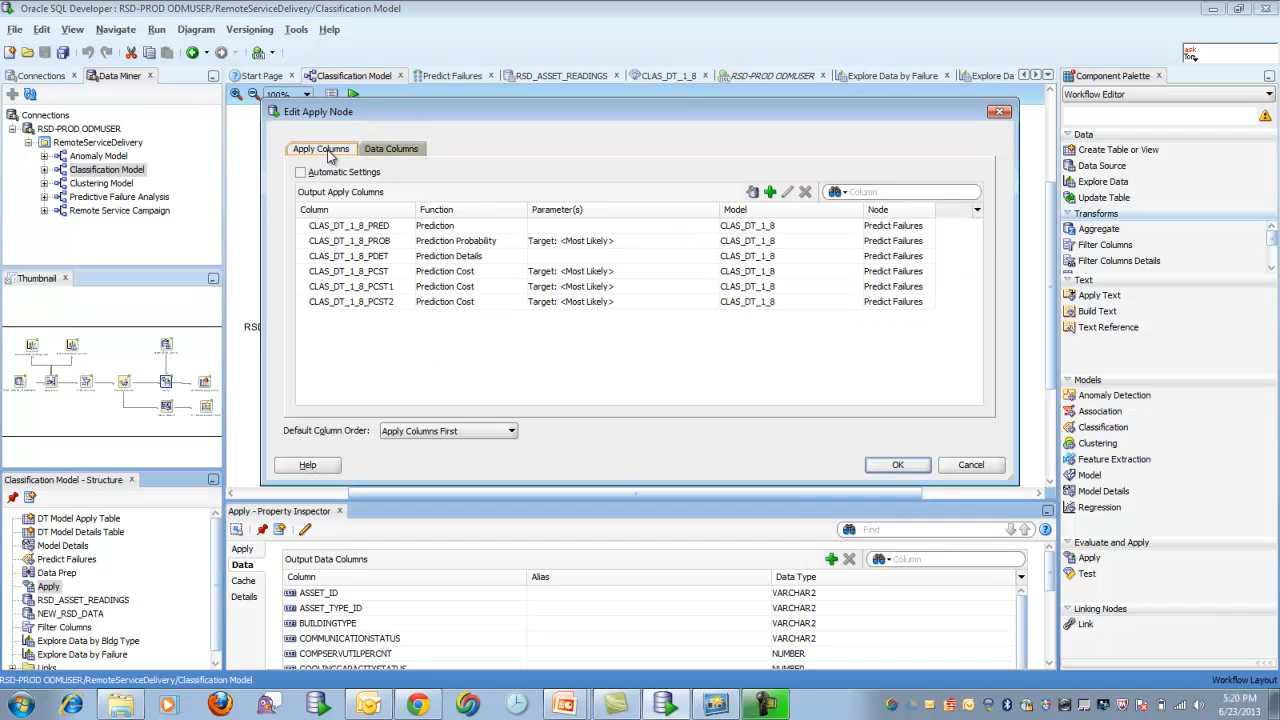 Oracle SQL Developer: RSD-PROD ODMUSER/RemoteServiceDelivery/Classification Model
File Edit View Navigate Run Diagram Versioning Tools Help
ask
Tom
Connections Data Miner Start Page Classification Model Predict Failures RSD_ASSET_READINGS CLAS_DT_1_8 RSD-PROD ODMUSER Explore Data by Failure Explore Da Component Palette
100%
Connections
RSD-PROD ODMUSER
RemoteServiceDelivery
Anomaly Model
Classification Model
Clustering Model
Predictive Failure Analysis
Remote Service Campaign
Thumbnail
Classification Model - Structure
DT Model Apply Table
DT Model Details Table
Model Details
Predict Failures
Data Prep
Apply
RSD_ASSET_READINGS
NEW_RSD_DATA
Filter Columns
Explore Data by Bldg Type
Explore Data by Failure
Links
RSD
Edit Apply Node
Apply Columns Data Columns
Automatic Settings
Output Apply Columns Column
Column Function Parameter(s) Model Node
CLAS_DT_1_8_PRED Prediction CLAS_DT_1_8 Predict Failures
CLAS_DT_1_8_PROB Prediction Probability Target: <Most Likely> CLAS_DT_1_8 Predict Failures
CLAS_DT_1_8_PDET Prediction Details CLAS_DT_1_8 Predict Failures
CLAS_DT_1_8_PCST Prediction Cost Target: <Most Likely> CLAS_DT_1_8 Predict Failures
CLAS_DT_1_8_PCST1 Prediction Cost Target: <Most Likely> CLAS_DT_1_8 Predict Failures
CLAS_DT_1_8_PCST2 Prediction Cost Target: <Most Likely> CLAS_DT_1_8 Predict Failures
Default Column Order: Apply Columns First
Help OK Cancel
Apply - Property Inspector
Find
Apply
Data
Cache
Details
Output Data Columns Column
Column Alias Data Type
ASSET_ID VARCHAR2
ASSET_TYPE_ID VARCHAR2
BUILDINGTYPE VARCHAR2
COMMUNICATIONSTATUS VARCHAR2
COMPSERVUTILPERCNT NUMBER
COOLINGCAPACITYSTATUS VARCHAR2
Workflow Editor
Data
Create Table or View
Data Source
Explore Data
Update Table
Transforms
Aggregate
Filter Columns
Filter Columns Details
Text
Apply Text
Build Text
Text Reference
Models
Anomaly Detection
Association
Classification
Clustering
Feature Extraction
Model
Model Details
Regression
Evaluate and Apply
Apply
Test
Linking Nodes
Link
RSD-PROD ODMUSER/RemoteServiceDelivery/Classification Model Workflow Layout
5:20 PM
6/23/2013